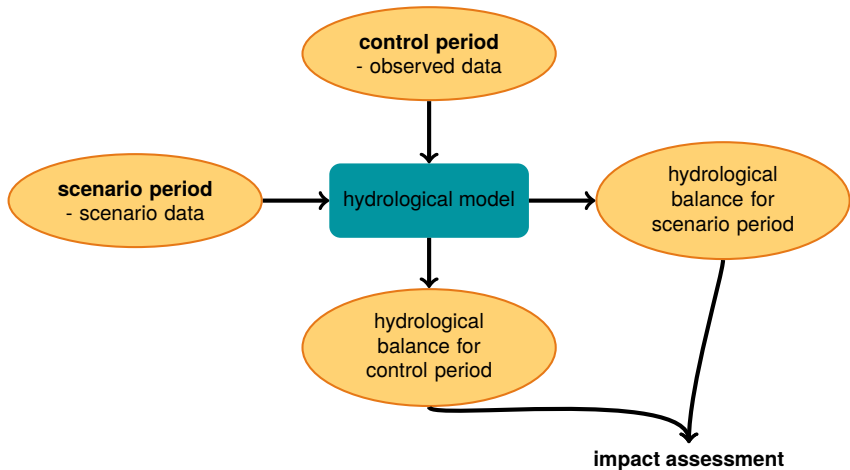 control period
- observed data
scenario period
- scenario data
hydrological model
hydrological
balance for
scenario period
hydrological
balance for
control period
impact assessment